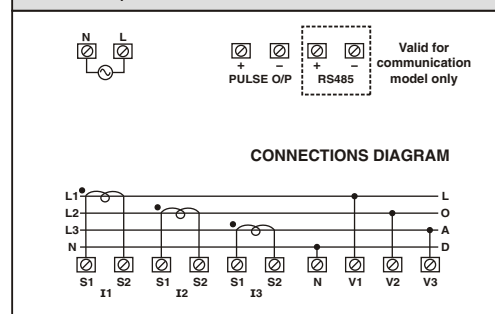 N L
+ – + –
PULSE O/P RS485
Valid for
communication
model only
CONNECTIONS DIAGRAM
L1 L
L2 O
L3 A
N D
S1 S2 S1 S2 S1 S2 N V1 V2 V3
I1 I2 I3